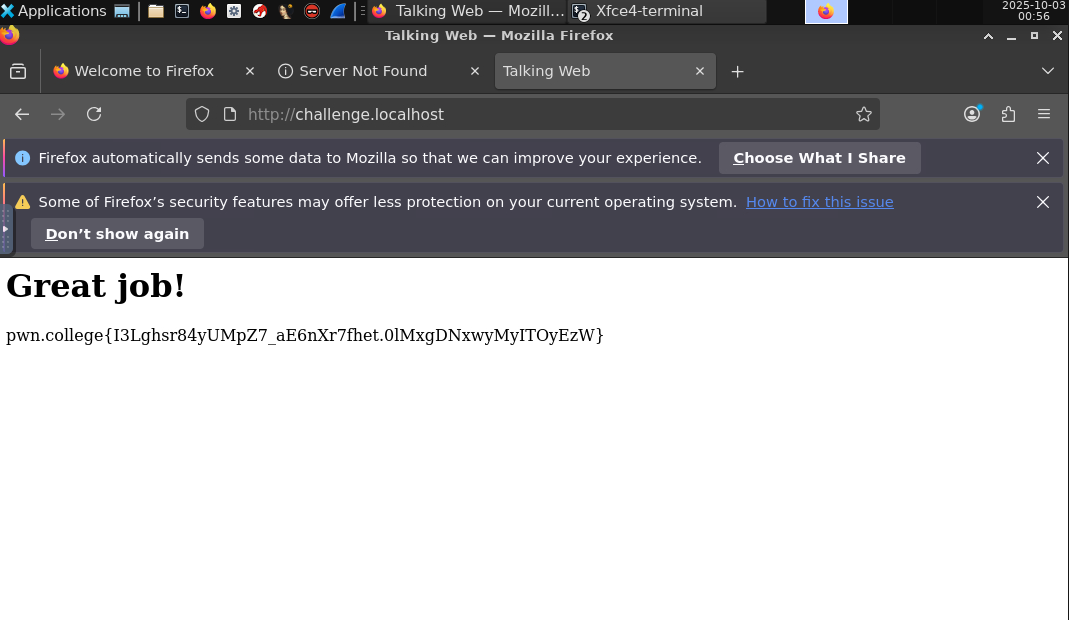 Applications
Talking Web — Mozill...
Xfce4-terminal
2
2025-10-03
00:56
Talking Web — Mozilla Firefox
Welcome to Firefox
Server Not Found
Talking Web
http://challenge.localhost
Firefox automatically sends some data to Mozilla so that we can improve your experience.
Choose What I Share
Some of Firefox’s security features may offer less protection on your current operating system. How to fix this issue
Don’t show again
Great job!
pwn.college{I3Lghsr84yUMpZ7_aE6nXr7fhet.0lMxgDNxwyMyITOyEzW}